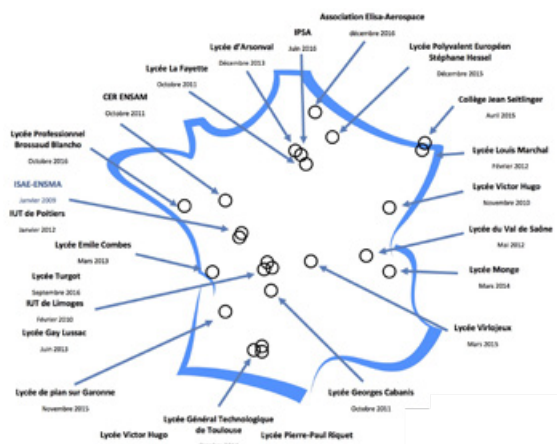 Association Elisa-Aerospace
décembre 2016
IPSA
Juin 2016
Lycée d'Arsonval
Décembre 2013
Lycée Polyvalent Européen
Stéphane Hessel
Décembre 2015
Lycée La Fayette
Octobre 2011
CER ENSAM
Octobre 2011
Collège Jean Seitlinger
Avril 2015
Lycée Professionnel
Brossaud Blancho
Octobre 2016
Lycée Louis Marchal
Février 2012
ISAE-ENSMA
Janvier 2009
IUT de Poitiers
Janvier 2012
Lycée Victor Hugo
Novembre 2010
Lycée du Val de Saône
Mai 2012
Lycée Emile Combes
Mars 2013
Lycée Turgot
Septembre 2016
Lycée Monge
Mars 2014
IUT de Limoges
Février 2010
Lycée Gay Lussac
Juin 2013
Lycée Virlojeux
Mars 2015
Lycée de plan sur Garonne
Novembre 2015
Lycée Georges Cabanis
Octobre 2011
Lycée Général Technologique
de Toulouse
Lycée Victor Hugo
Lycée Pierre-Paul Riquet